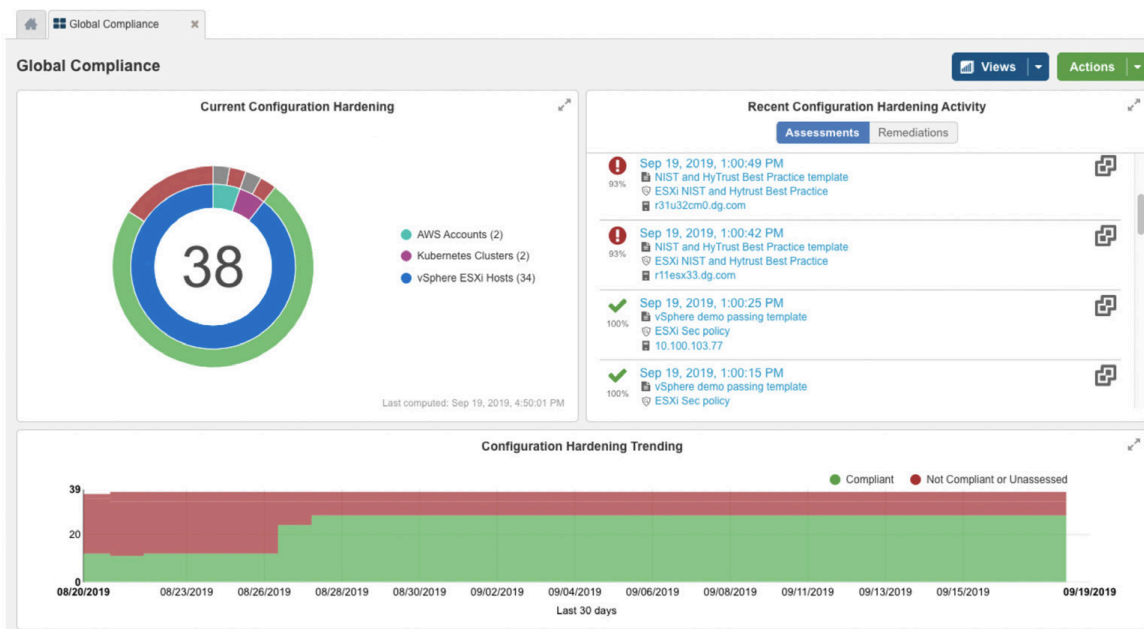 Global Compliance
Global Compliance
Views
Actions
Current Configuration Hardening
38
AWS Accounts (2)
Kubernetes Clusters (2)
vSphere ESXi Hosts (34)
Last computed: Sep 19, 2019, 4:50:01 PM
Recent Configuration Hardening Activity
Assessments Remediations
Sep 19, 2019, 1:00:49 PM
93%
NIST and HyTrust Best Practice template
ESXi NIST and Hytrust Best Practice
r31u32cm0.dg.com
Sep 19, 2019, 1:00:42 PM
93%
NIST and HyTrust Best Practice template
ESXi NIST and Hytrust Best Practice
r11esx33.dg.com
Sep 19, 2019, 1:00:25 PM
100%
vSphere demo passing template
ESXi Sec policy
10.100.103.77
Sep 19, 2019, 1:00:15 PM
100%
vSphere demo passing template
ESXi Sec policy
Configuration Hardening Trending
Compliant Not Compliant or Unassessed
39
20
0
08/20/2019 08/23/2019 08/26/2019 08/28/2019 08/30/2019 09/02/2019 09/04/2019 09/06/2019 09/08/2019 09/11/2019 09/13/2019 09/15/2019 09/19/2019
Last 30 days